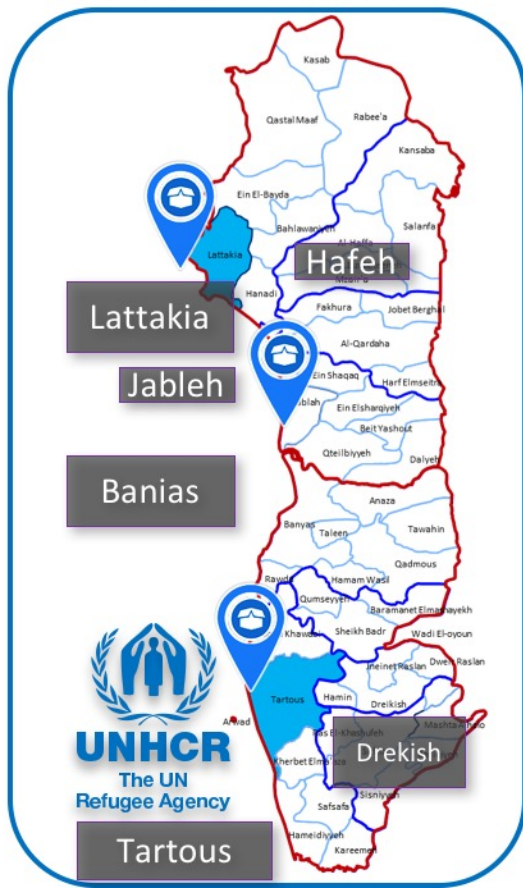 Kasab
Qastal Maaf
Rabee'a
Kansaba
Ein El-Bayda
Bahlawaniyeh
Salanfa
Lattakia
Hafeh
Hanadi
Lattakia
Fakhura
Jobet Berghal
Al-Qardaha
Jableh
Ein Shaqaq
Harf Elmseitra
Ein Elsharqiyeh
Beit Yashout
Qteilbiyyeh
Dalyeh
Banias
Anaza
Banyas
Taleen
Tawahin
Qadmous
Hamam Wasil
Qumseyyeh
Baramanet Elmashayekh
Sheikh Badr
Wadi El-oyoun
Jneinet Raslan
Dweir Raslan
Tartous
Hamin
Dreikish
Arwad
UNHCR
The UN
Refugee Agency
Drekish
Safsafa
Hameidiyyeh
Kareemeh
Tartous